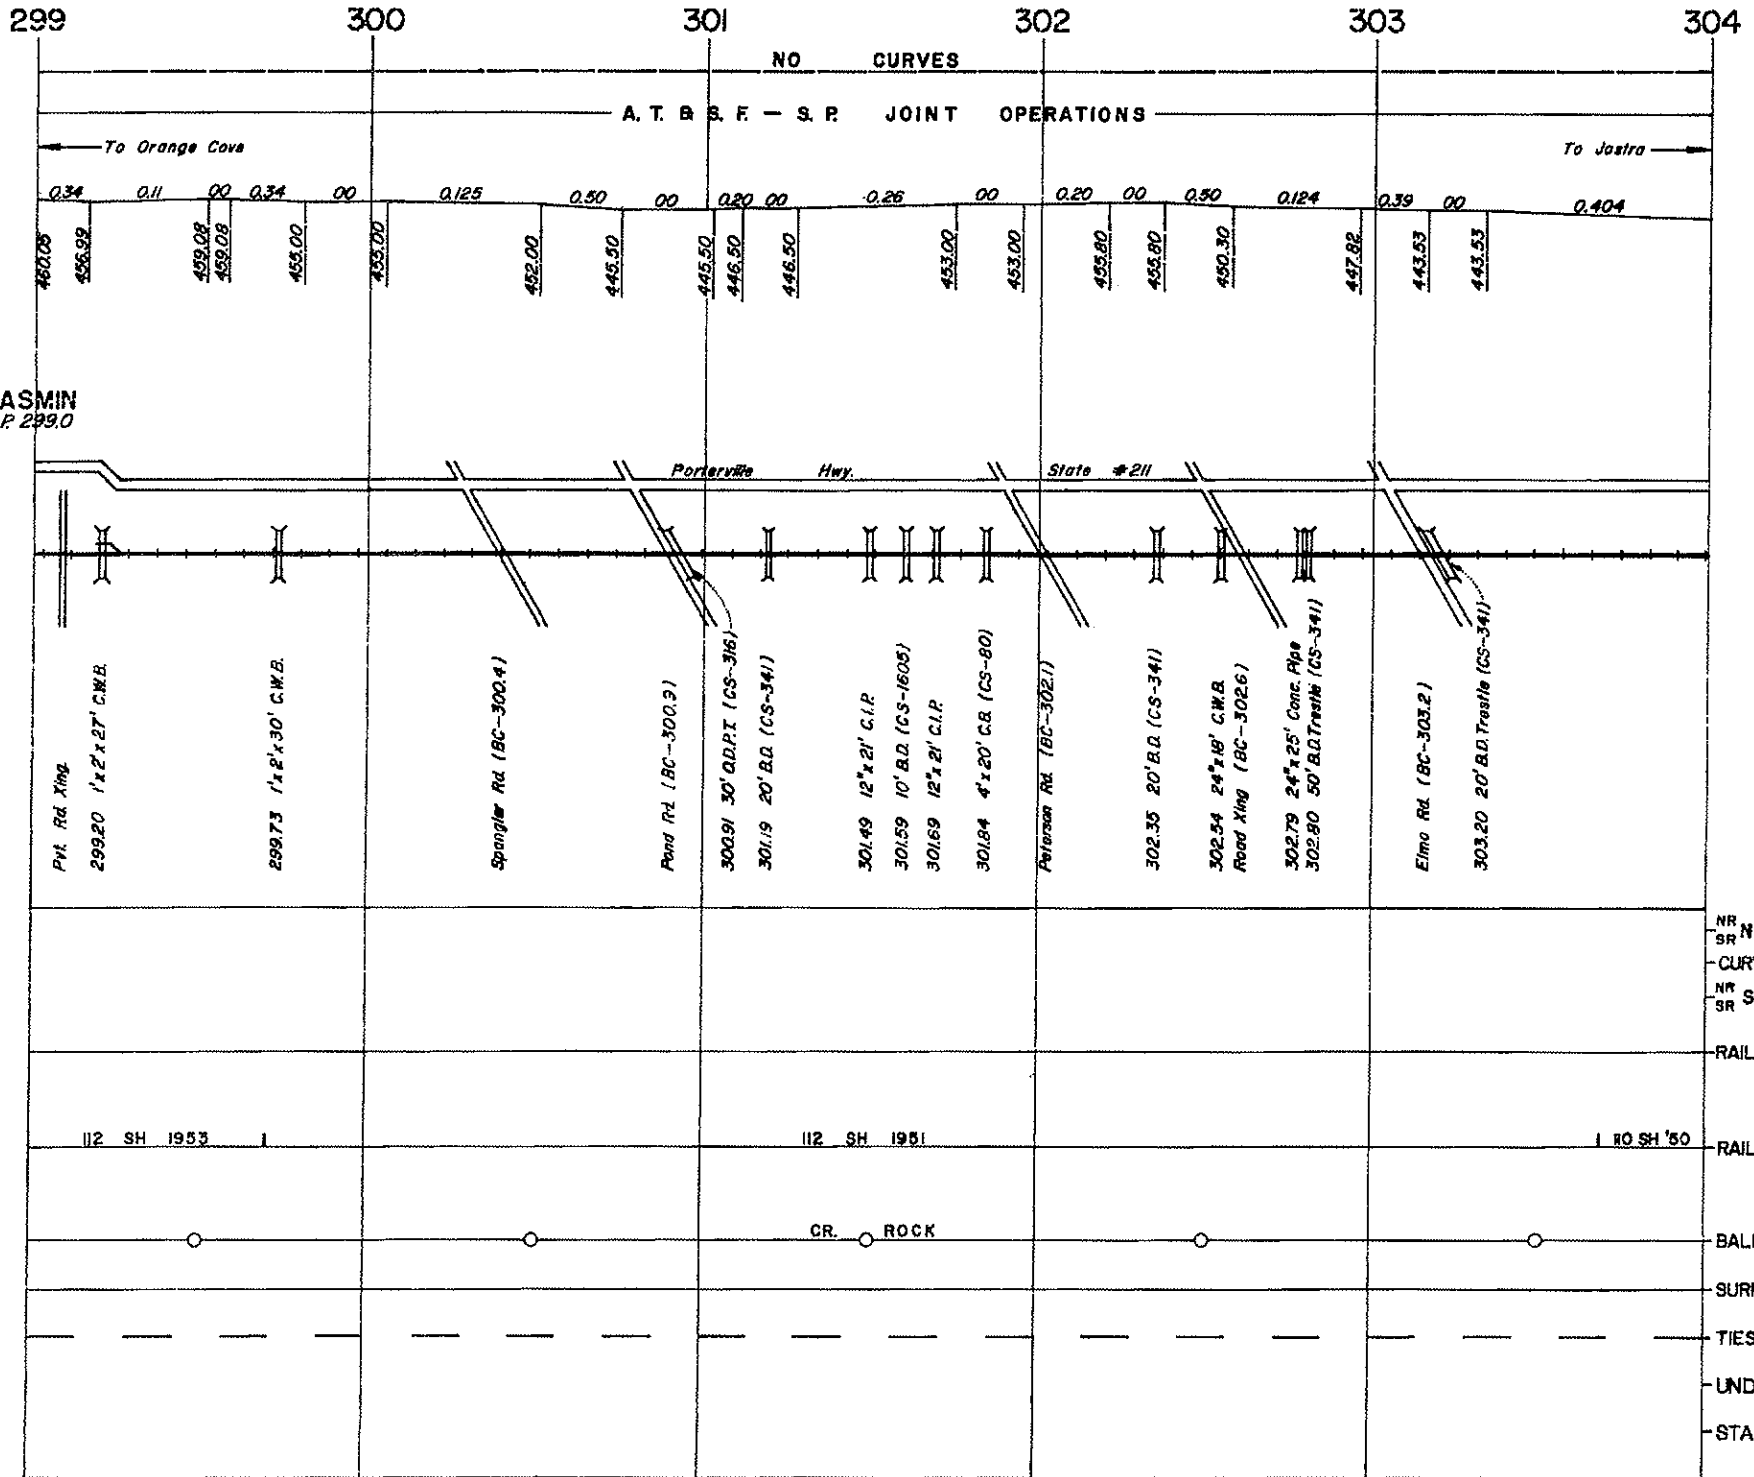 299 300 301 302 303 304
NO CURVES
A. T. & S. F. — S. P. JOINT OPERATIONS
To Orange Cove
To Jastro
0.34 0.11 00 0.34 00 0.125 0.50 00 0.20 00 0.26 00 0.20 00 0.50 0.124 0.39 00 0.404
460.05 456.99 459.08 459.08 455.00 455.00 452.00 445.50 445.50 446.50 446.50 453.00 453.00 455.80 455.80 450.30 447.82 443.53 443.53
ASMIN
P. 299.0
Porterville Hwy. State #211
Pvt. Rd. Xing
299.20 1'x2'x27' C.W.B.
299.73 1'x2'x30' C.W.B.
Spangler Rd. (BC-300.4)
Pond Rd. (BC-300.9)
300.91 30' O.D.P.T. (CS-316)
301.19 20' B.D. (CS-341)
301.49 12"x21' C.I.P.
301.59 10' B.D. (CS-1605)
301.69 12"x21' C.I.P.
301.84 4'x20' C.B. (CS-80)
Peterson Rd. (BC-302.1)
302.35 20' B.D. (CS-341)
302.54 24"x18' C.W.B.
Road Xing (BC-302.6)
302.79 24"x25' Conc. Pipe
302.80 50' B.D. Trestle (CS-341)
Elmo Rd. (BC-303.2)
303.20 20' B.D. Trestle (CS-341)
NR
SR N
CUR
NR
SR S
RAIL
112 SH 1953 112 SH 1951 110 SH '50 RAIL
CR. ROCK
BALL
SURF
TIES
UND
STA